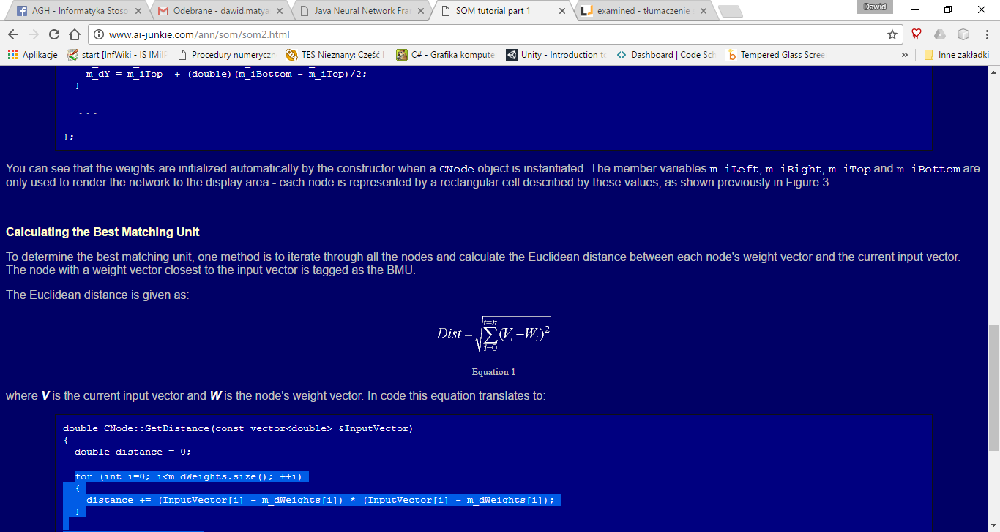 AGH - Informatyka Stoso
Odebrane - dawid.matya
Java Neural Network Fra
SOM tutorial part 1
examined - tłumaczenie
Dawid
www.ai-junkie.com/ann/som/som2.html
Aplikacje
start [InfWiki - IS IMiIP
Procedury numeryczn
TES Nieznany: Część I
C# - Grafika kompute
Unity - Introduction to
Dashboard | Code Sch
Tempered Glass Scree
»
Inne zakładki
m_dY = m_iTop + (double)(m_iBottom - m_iTop)/2;
}
...
};
You can see that the weights are initialized automatically by the constructor when a CNode object is instantiated. The member variables m_iLeft, m_iRight, m_iTop and m_iBottom are
only used to render the network to the display area - each node is represented by a rectangular cell described by these values, as shown previously in Figure 3.
Calculating the Best Matching Unit
To determine the best matching unit, one method is to iterate through all the nodes and calculate the Euclidean distance between each node's weight vector and the current input vector.
The node with a weight vector closest to the input vector is tagged as the BMU.
The Euclidean distance is given as:
Dist = √∑(Vi −Wi)²
i=n
i=0
Equation 1
where V is the current input vector and W is the node's weight vector. In code this equation translates to:
double CNode::GetDistance(const vector<double> &InputVector)
{
double distance = 0;
for (int i=0; i<m_dWeights.size(); ++i)
{
distance += (InputVector[i] - m_dWeights[i]) * (InputVector[i] - m_dWeights[i]);
}